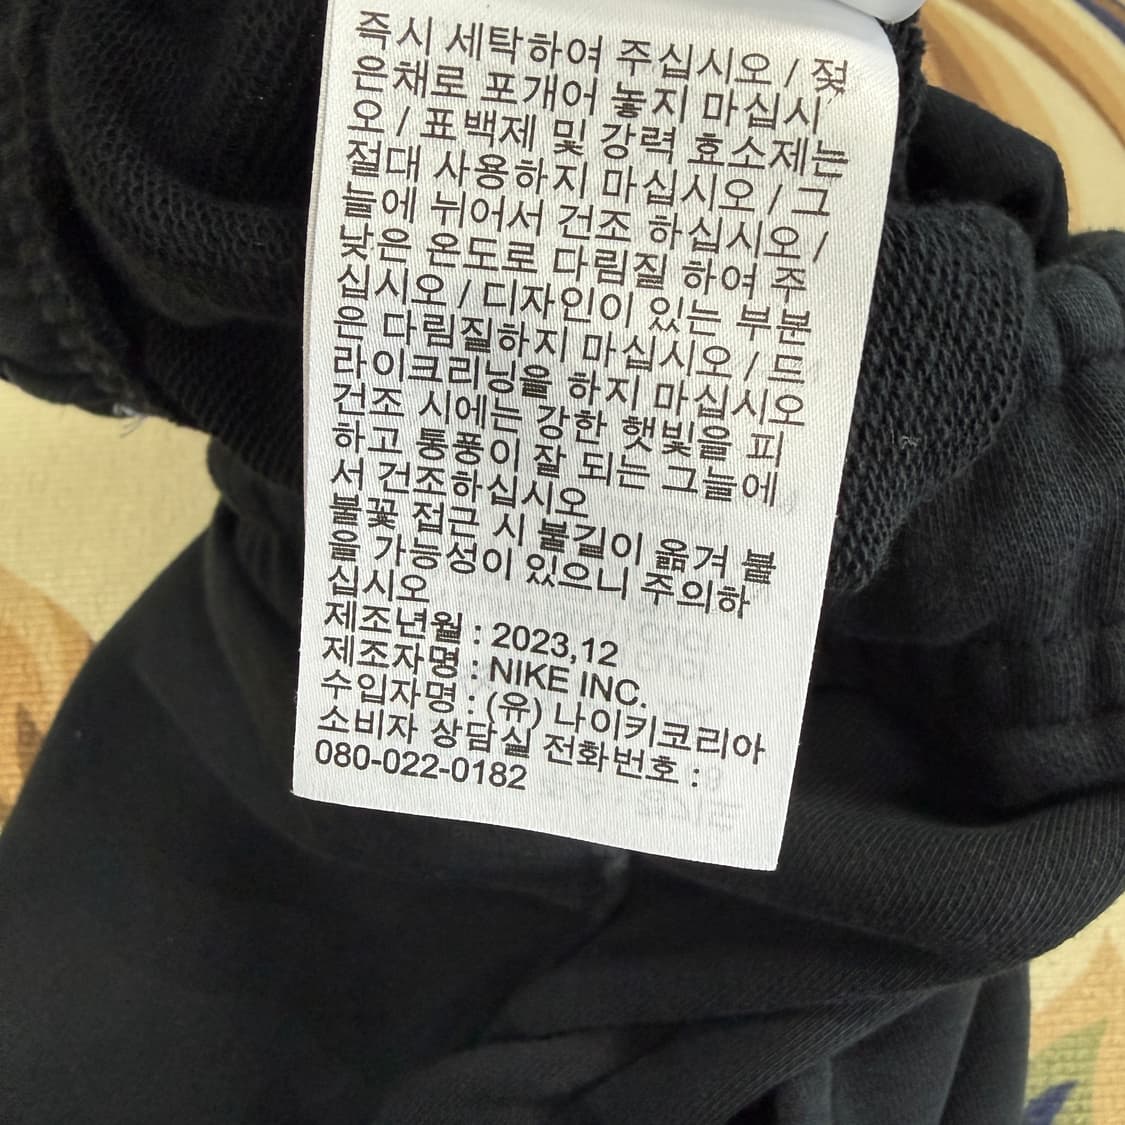 즉시 세탁하여 주십시오 / 젖
은채로 포개어 놓지 마십시
오 / 표백제 및 강력 효소제는
절대 사용하지 마십시오 / 그
늘에 뉘어서 건조 하십시오 /
낮은 온도로 다림질 하여 주
십시오 / 디자인이 있는 부분
은 다림질하지 마십시오 / 드
라이크리닝을 하지 마십시오
건조 시에는 강한 햇빛을 피
하고 통풍이 잘 되는 그늘에
서 건조하십시오
불꽃 접근 시 불길이 옮겨 붙
을 가능성이 있으니 주의하
십시오
제조년월 : 2023,12
제조자명 : NIKE INC.
수입자명 : (유) 나이키코리아
소비자 상담실 전화번호 :
080-022-0182